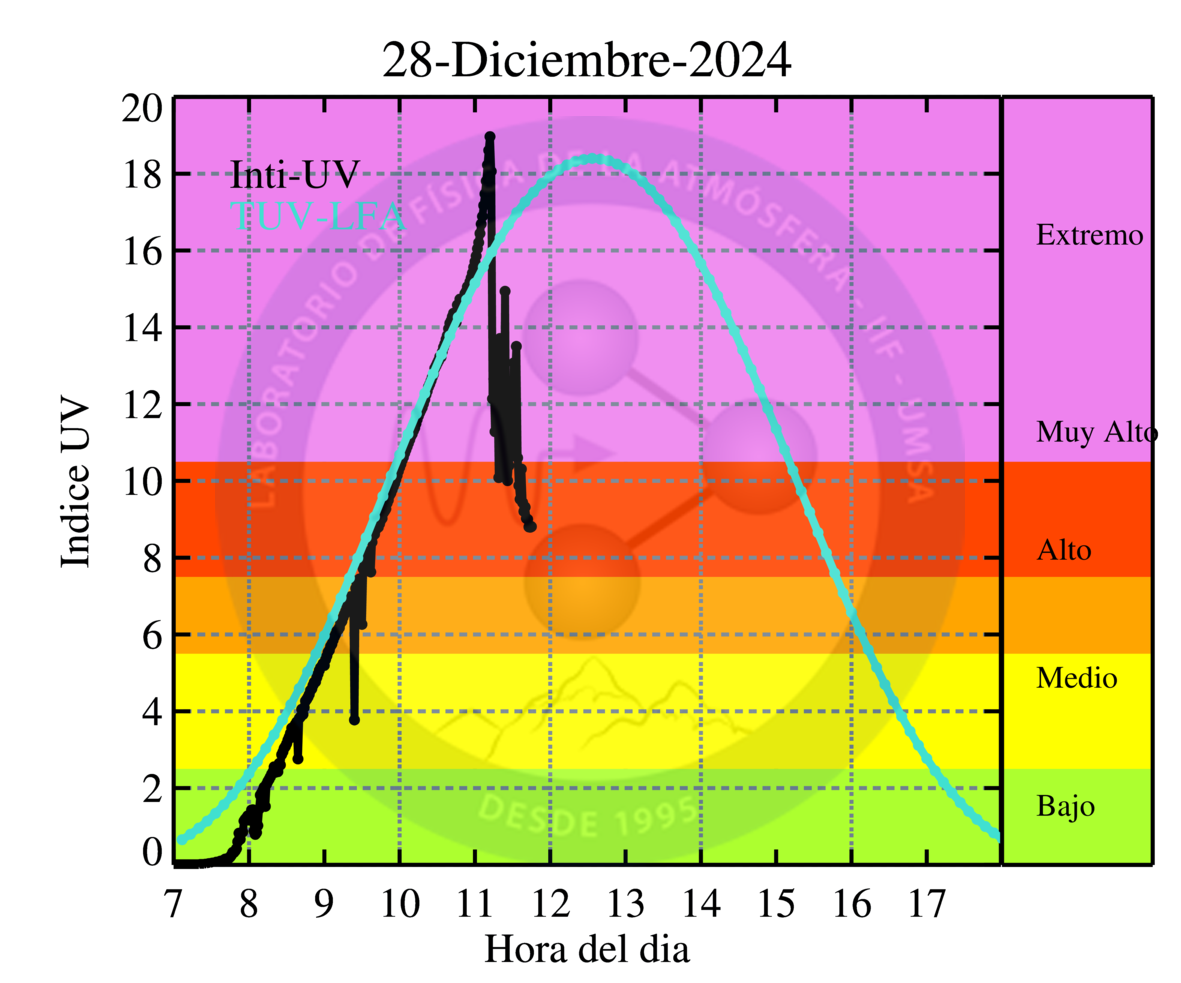 28-Diciembre-2024
20
18
16
14
12
10
8
6
4
2
0
Indice UV
Inti-UV
TUV-LFA
LABORATORIO DE FÍSICA DE LA ATMÓSFERA - IIF - UMSA
DESDE 1995
Extremo
Muy Alto
Alto
Medio
Bajo
7 8 9 10 11 12 13 14 15 16 17
Hora del dia